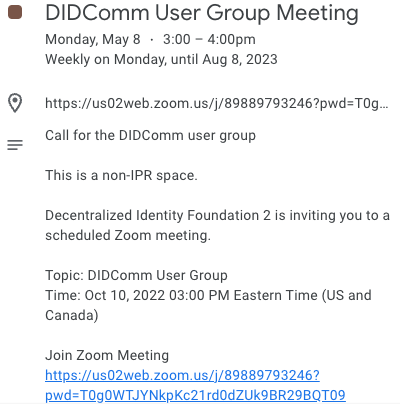 DIDComm User Group Meeting
Monday, May 8 · 3:00 – 4:00pm
Weekly on Monday, until Aug 8, 2023
https://us02web.zoom.us/j/89889793246?pwd=T0g...
Call for the DIDComm user group
This is a non-IPR space.
Decentralized Identity Foundation 2 is inviting you to a
scheduled Zoom meeting.
Topic: DIDComm User Group
Time: Oct 10, 2022 03:00 PM Eastern Time (US and
Canada)
Join Zoom Meeting
https://us02web.zoom.us/j/89889793246?
pwd=T0g0WTJYNkpKc21rd0dZUk9BR29BQT09